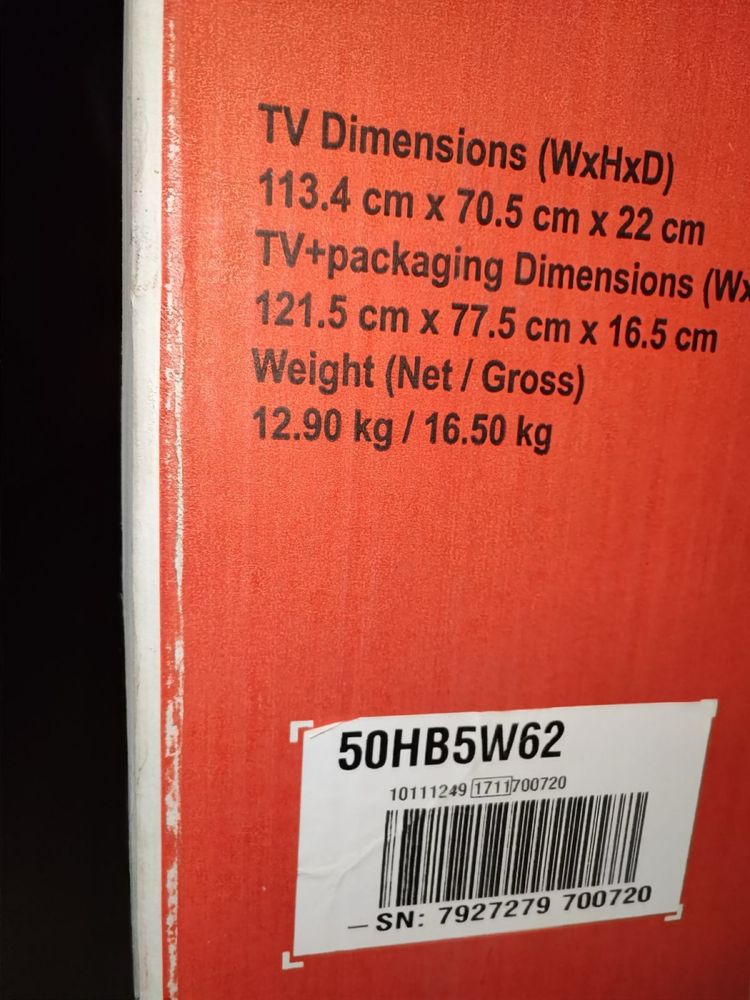 TV Dimensions (WxHxD)
113.4 cm x 70.5 cm x 22 cm
TV+packaging Dimensions (Wx
121.5 cm x 77.5 cm x 16.5 cm
Weight (Net / Gross)
12.90 kg / 16.50 kg
50HB5W62
10111249 1711 700720
SN: 7927279 700720